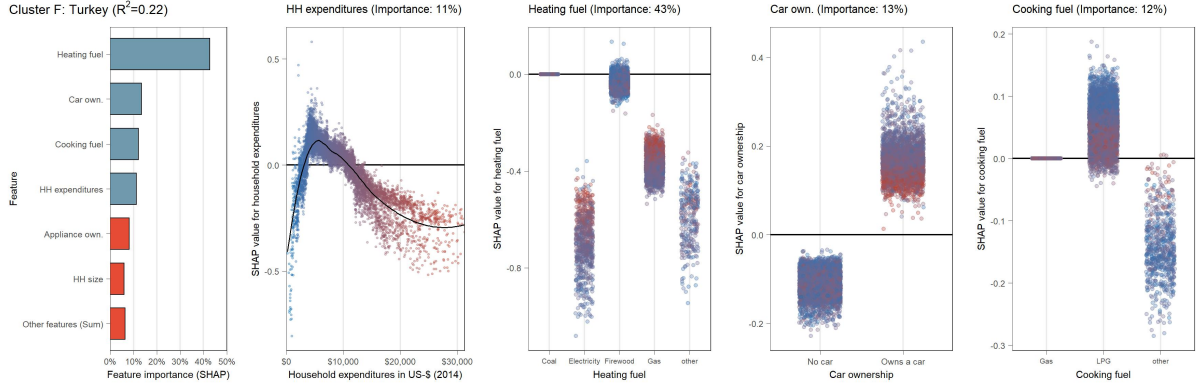 Cluster F: Turkey (R²=0.22)
Feature
Heating fuel
Car own.
Cooking fuel
HH expenditures
Appliance own.
HH size
Other features (Sum)
0% 10% 20% 30% 40% 50%
Feature importance (SHAP)
HH expenditures (Importance: 11%)
SHAP value for household expenditures
0.5
0.0
-0.5
$0 $10,000 $20,000 $30,000
Household expenditures in US-$ (2014)
Heating fuel (Importance: 43%)
SHAP value for heating fuel
0.0
-0.4
-0.8
Coal Electricity Firewood Gas other
Heating fuel
Car own. (Importance: 13%)
SHAP value for car ownership
0.4
0.2
0.0
-0.2
No car Owns a car
Car ownership
Cooking fuel (Importance: 12%)
SHAP value for cooking fuel
0.2
0.1
0.0
-0.1
-0.2
-0.3
Gas LPG other
Cooking fuel